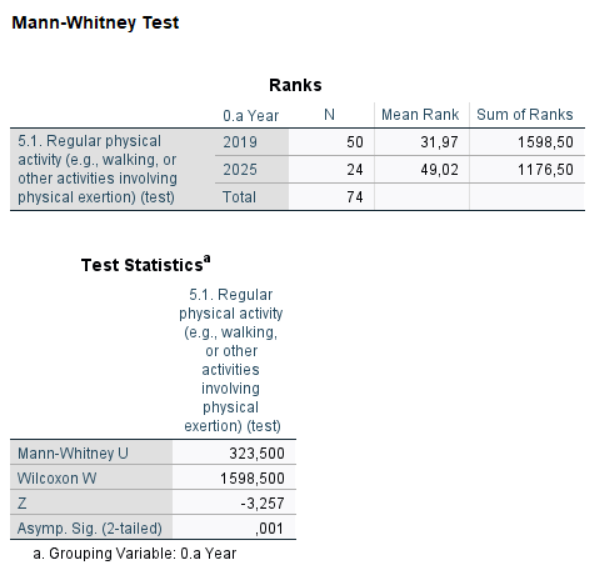 Mann-Whitney Test
Ranks
0.a Year N Mean Rank Sum of Ranks
5.1. Regular physical
activity (e.g., walking, or
other activities involving
physical exertion) (test)
2019 50 31,97 1598,50
2025 24 49,02 1176,50
Total 74
Test Statisticsᵃ
5.1. Regular
physical activity
(e.g., walking,
or other
activities
involving
physical
exertion) (test)
Mann-Whitney U 323,500
Wilcoxon W 1598,500
Z -3,257
Asymp. Sig. (2-tailed) ,001
a. Grouping Variable: 0.a Year